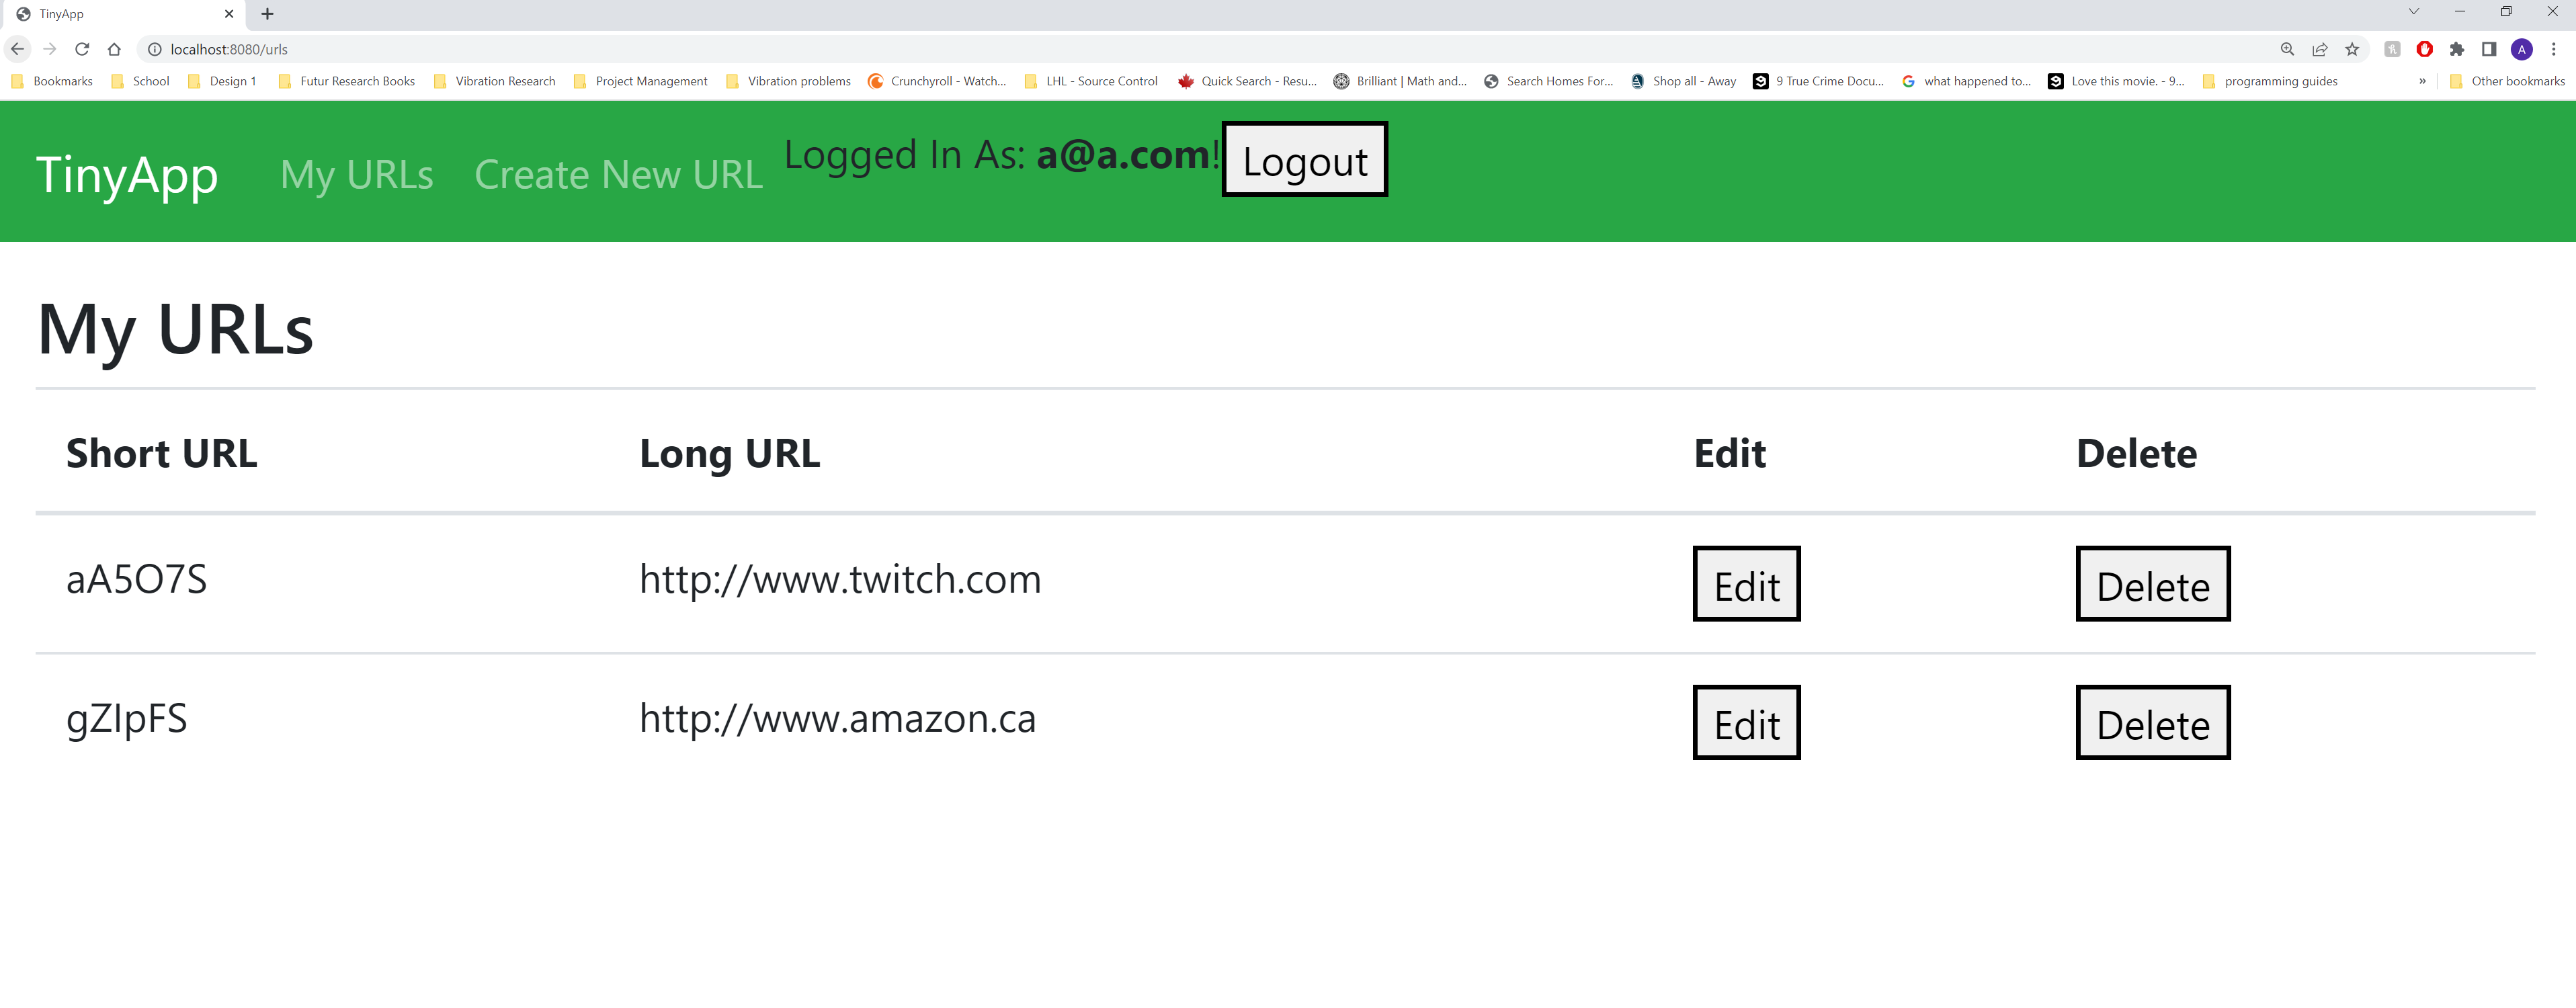 TinyApp
localhost:8080/urls
A
Bookmarks School Design 1 Futur Research Books Vibration Research Project Management Vibration problems Crunchyroll - Watch... LHL - Source Control Quick Search - Resu... Brilliant | Math and... Search Homes For... Shop all - Away 9 True Crime Docu... what happened to... Love this movie. - 9... programming guides » Other bookmarks
TinyApp My URLs Create New URL Logged In As: a@a.com! Logout
My URLs
Short URL Long URL Edit Delete
aA5O7S http://www.twitch.com Edit Delete
gZIpFS http://www.amazon.ca Edit Delete